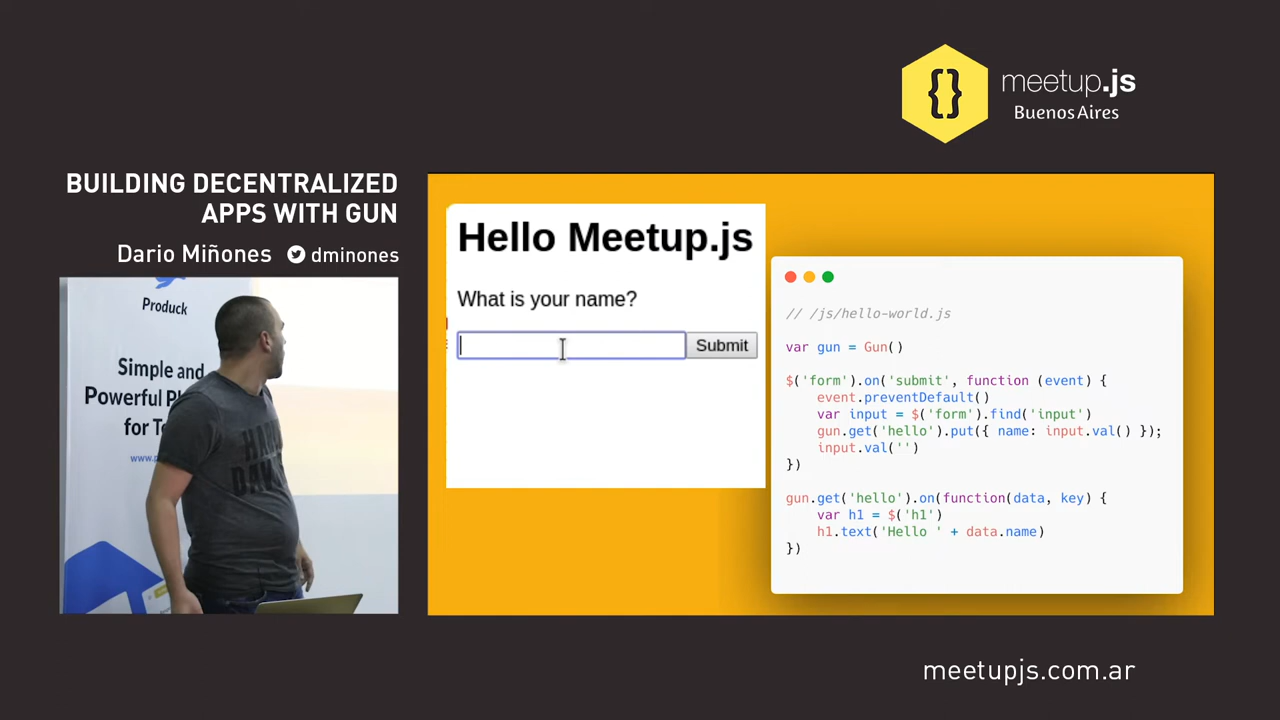 {} meetup.js
Buenos Aires
BUILDING DECENTRALIZED
APPS WITH GUN
Dario Miñones dminones
Produck
Simple and
Powerful
for
Hello Meetup.js
What is your name?
Submit
// /js/hello-world.js
var gun = Gun()
$('form').on('submit', function (event) {
event.preventDefault()
var input = $('form').find('input')
gun.get('hello').put({ name: input.val() });
input.val('')
})
gun.get('hello').on(function(data, key) {
var h1 = $('h1')
h1.text('Hello ' + data.name)
})
meetupjs.com.ar